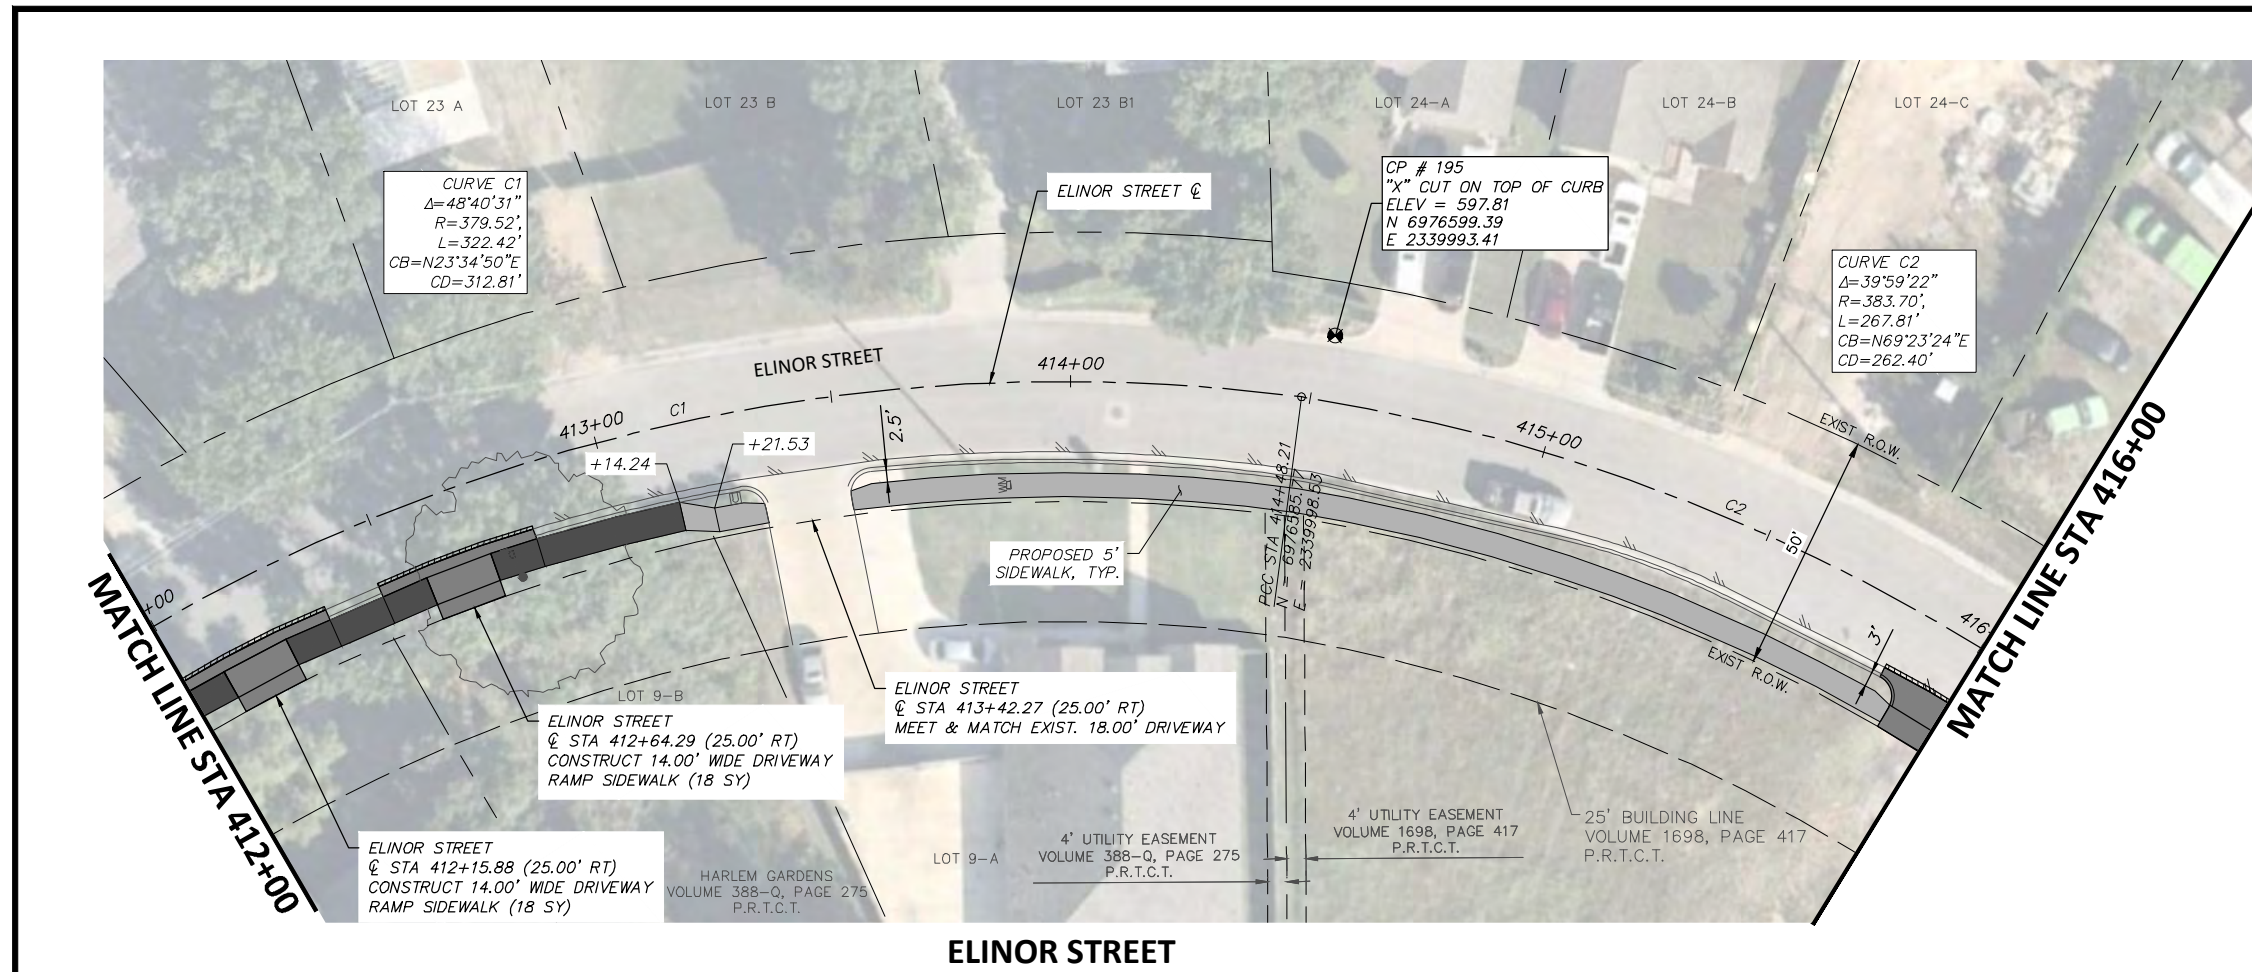 LOT 23 A
LOT 23 B
LOT 23 B1
LOT 24-A
LOT 24-B
LOT 24-C
CURVE C1
Δ=48°40'31"
R=379.52',
L=322.42'
CB=N23°34'50"E
CD=312.81'
ELINOR STREET ℄
CP # 195
"X" CUT ON TOP OF CURB
ELEV = 597.81
N 6976599.39
E 2339993.41
CURVE C2
Δ=39°59'22"
R=383.70',
L=267.81'
CB=N69°23'24"E
CD=262.40'
ELINOR STREET
414+00
413+00
C1
+21.53
+14.24
2.5'
415+00
C2
EXIST R.O.W.
50'
3'
416+
EXIST R.O.W.
MATCH LINE STA 416+00
WM
PROPOSED 5'
SIDEWALK, TYP.
PCC STA 414+48.21
N = 6976585.77
E = 2339998.53
+00
MATCH LINE STA 412+00
LOT 9-B
ELINOR STREET
℄ STA 413+42.27 (25.00' RT)
MEET & MATCH EXIST. 18.00' DRIVEWAY
ELINOR STREET
℄ STA 412+64.29 (25.00' RT)
CONSTRUCT 14.00' WIDE DRIVEWAY
RAMP SIDEWALK (18 SY)
ELINOR STREET
℄ STA 412+15.88 (25.00' RT)
CONSTRUCT 14.00' WIDE DRIVEWAY
RAMP SIDEWALK (18 SY)
HARLEM GARDENS
VOLUME 388-Q, PAGE 275
P.R.T.C.T.
LOT 9-A
4' UTILITY EASEMENT
VOLUME 388-Q, PAGE 275
P.R.T.C.T.
4' UTILITY EASEMENT
VOLUME 1698, PAGE 417
P.R.T.C.T.
25' BUILDING LINE
VOLUME 1698, PAGE 417
P.R.T.C.T.
ELINOR STREET